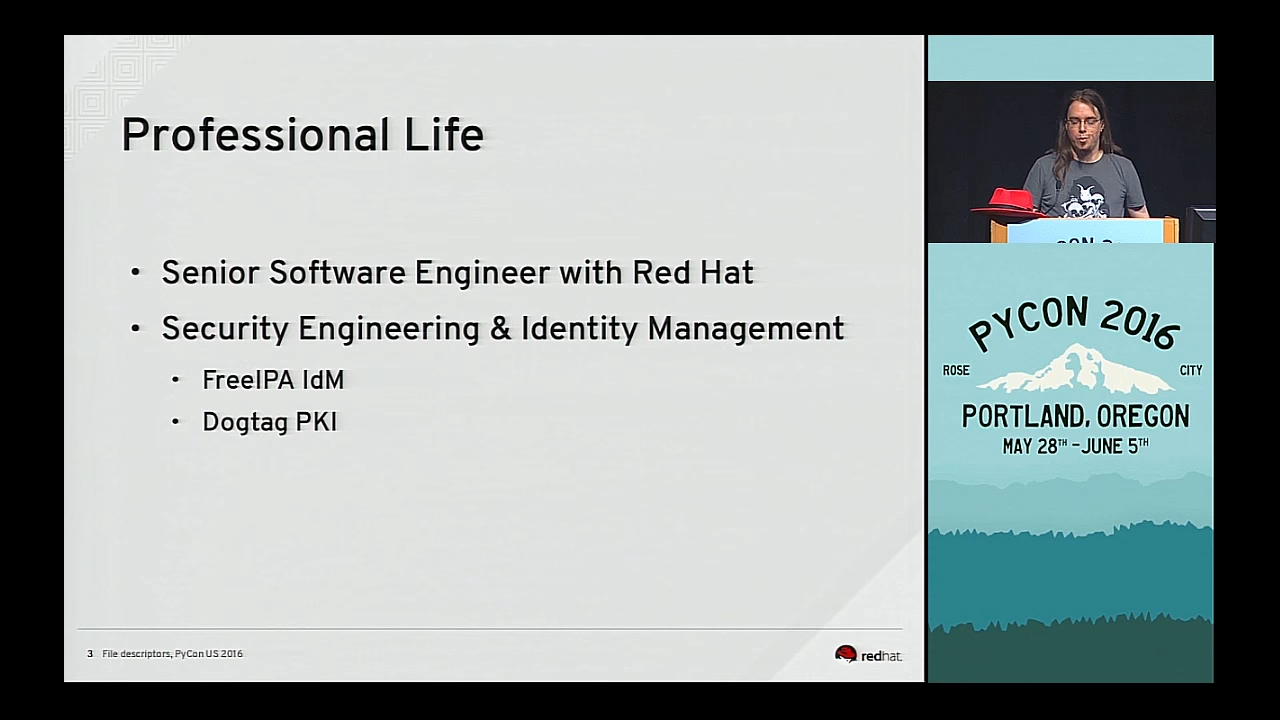 Professional Life
• Senior Software Engineer with Red Hat
• Security Engineering & Identity Management
• FreeIPA IdM
• Dogtag PKI
3 File descriptors, PyCon US 2016
redhat.
PYCON 2016
ROSE CITY
PORTLAND, OREGON
MAY 28TH - JUNE 5TH